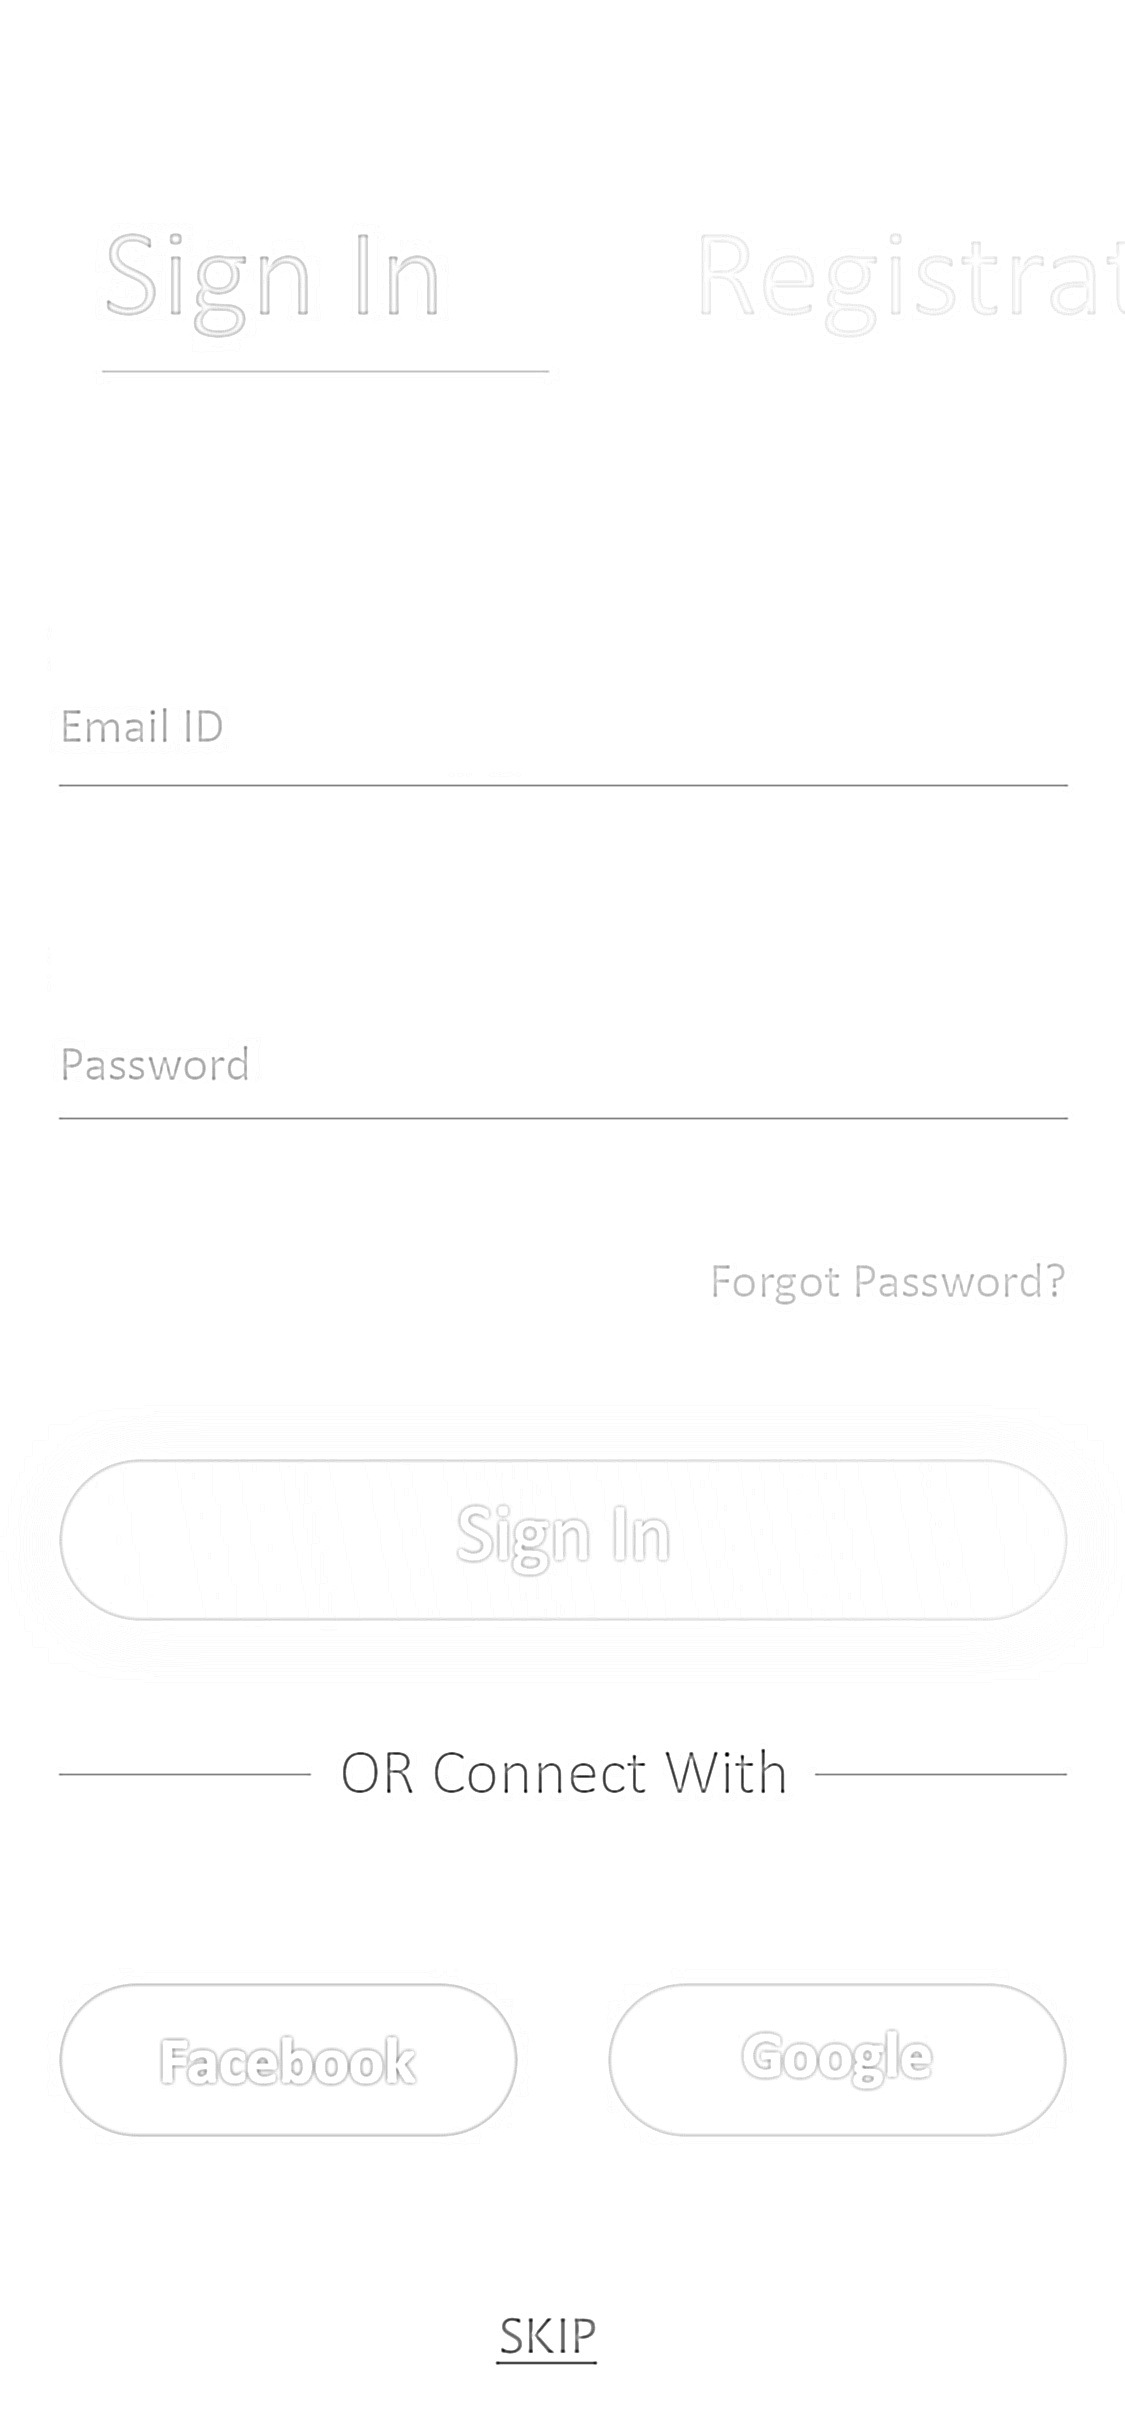 Sign In Registrat
Email ID
Password
Forgot Password?
Sign In
OR Connect With
Facebook Google
SKIP